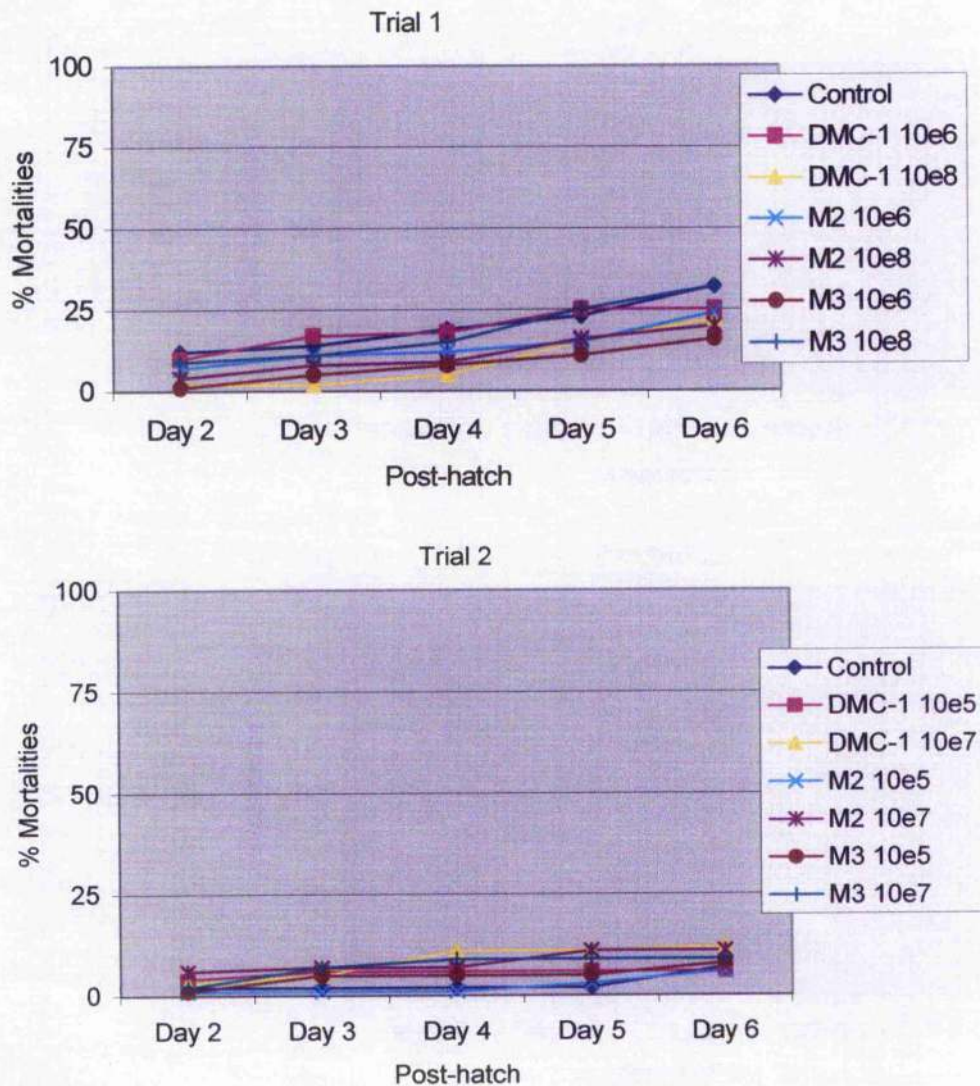 Trial 1
100
75
50
25
0
% Mortalities
Day 2 Day 3 Day 4 Day 5 Day 6
Post-hatch
Control
DMC-1 10e6
DMC-1 10e8
M2 10e6
M2 10e8
M3 10e6
M3 10e8
Trial 2
100
75
50
25
0
% Mortalities
Day 2 Day 3 Day 4 Day 5 Day 6
Post-hatch
Control
DMC-1 10e5
DMC-1 10e7
M2 10e5
M2 10e7
M3 10e5
M3 10e7